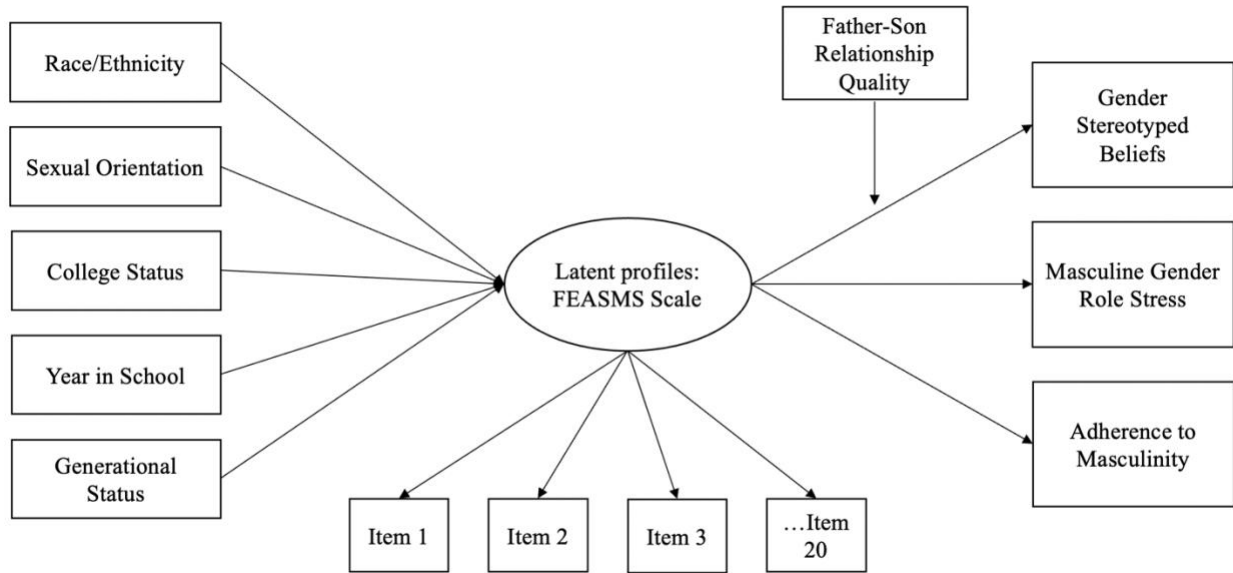 Race/Ethnicity
Sexual Orientation
College Status
Year in School
Generational
Status
Latent profiles:
FEASMS Scale
Item 1
Item 2
Item 3
…Item
20
Father-Son
Relationship
Quality
Gender
Stereotyped
Beliefs
Masculine Gender
Role Stress
Adherence to
Masculinity